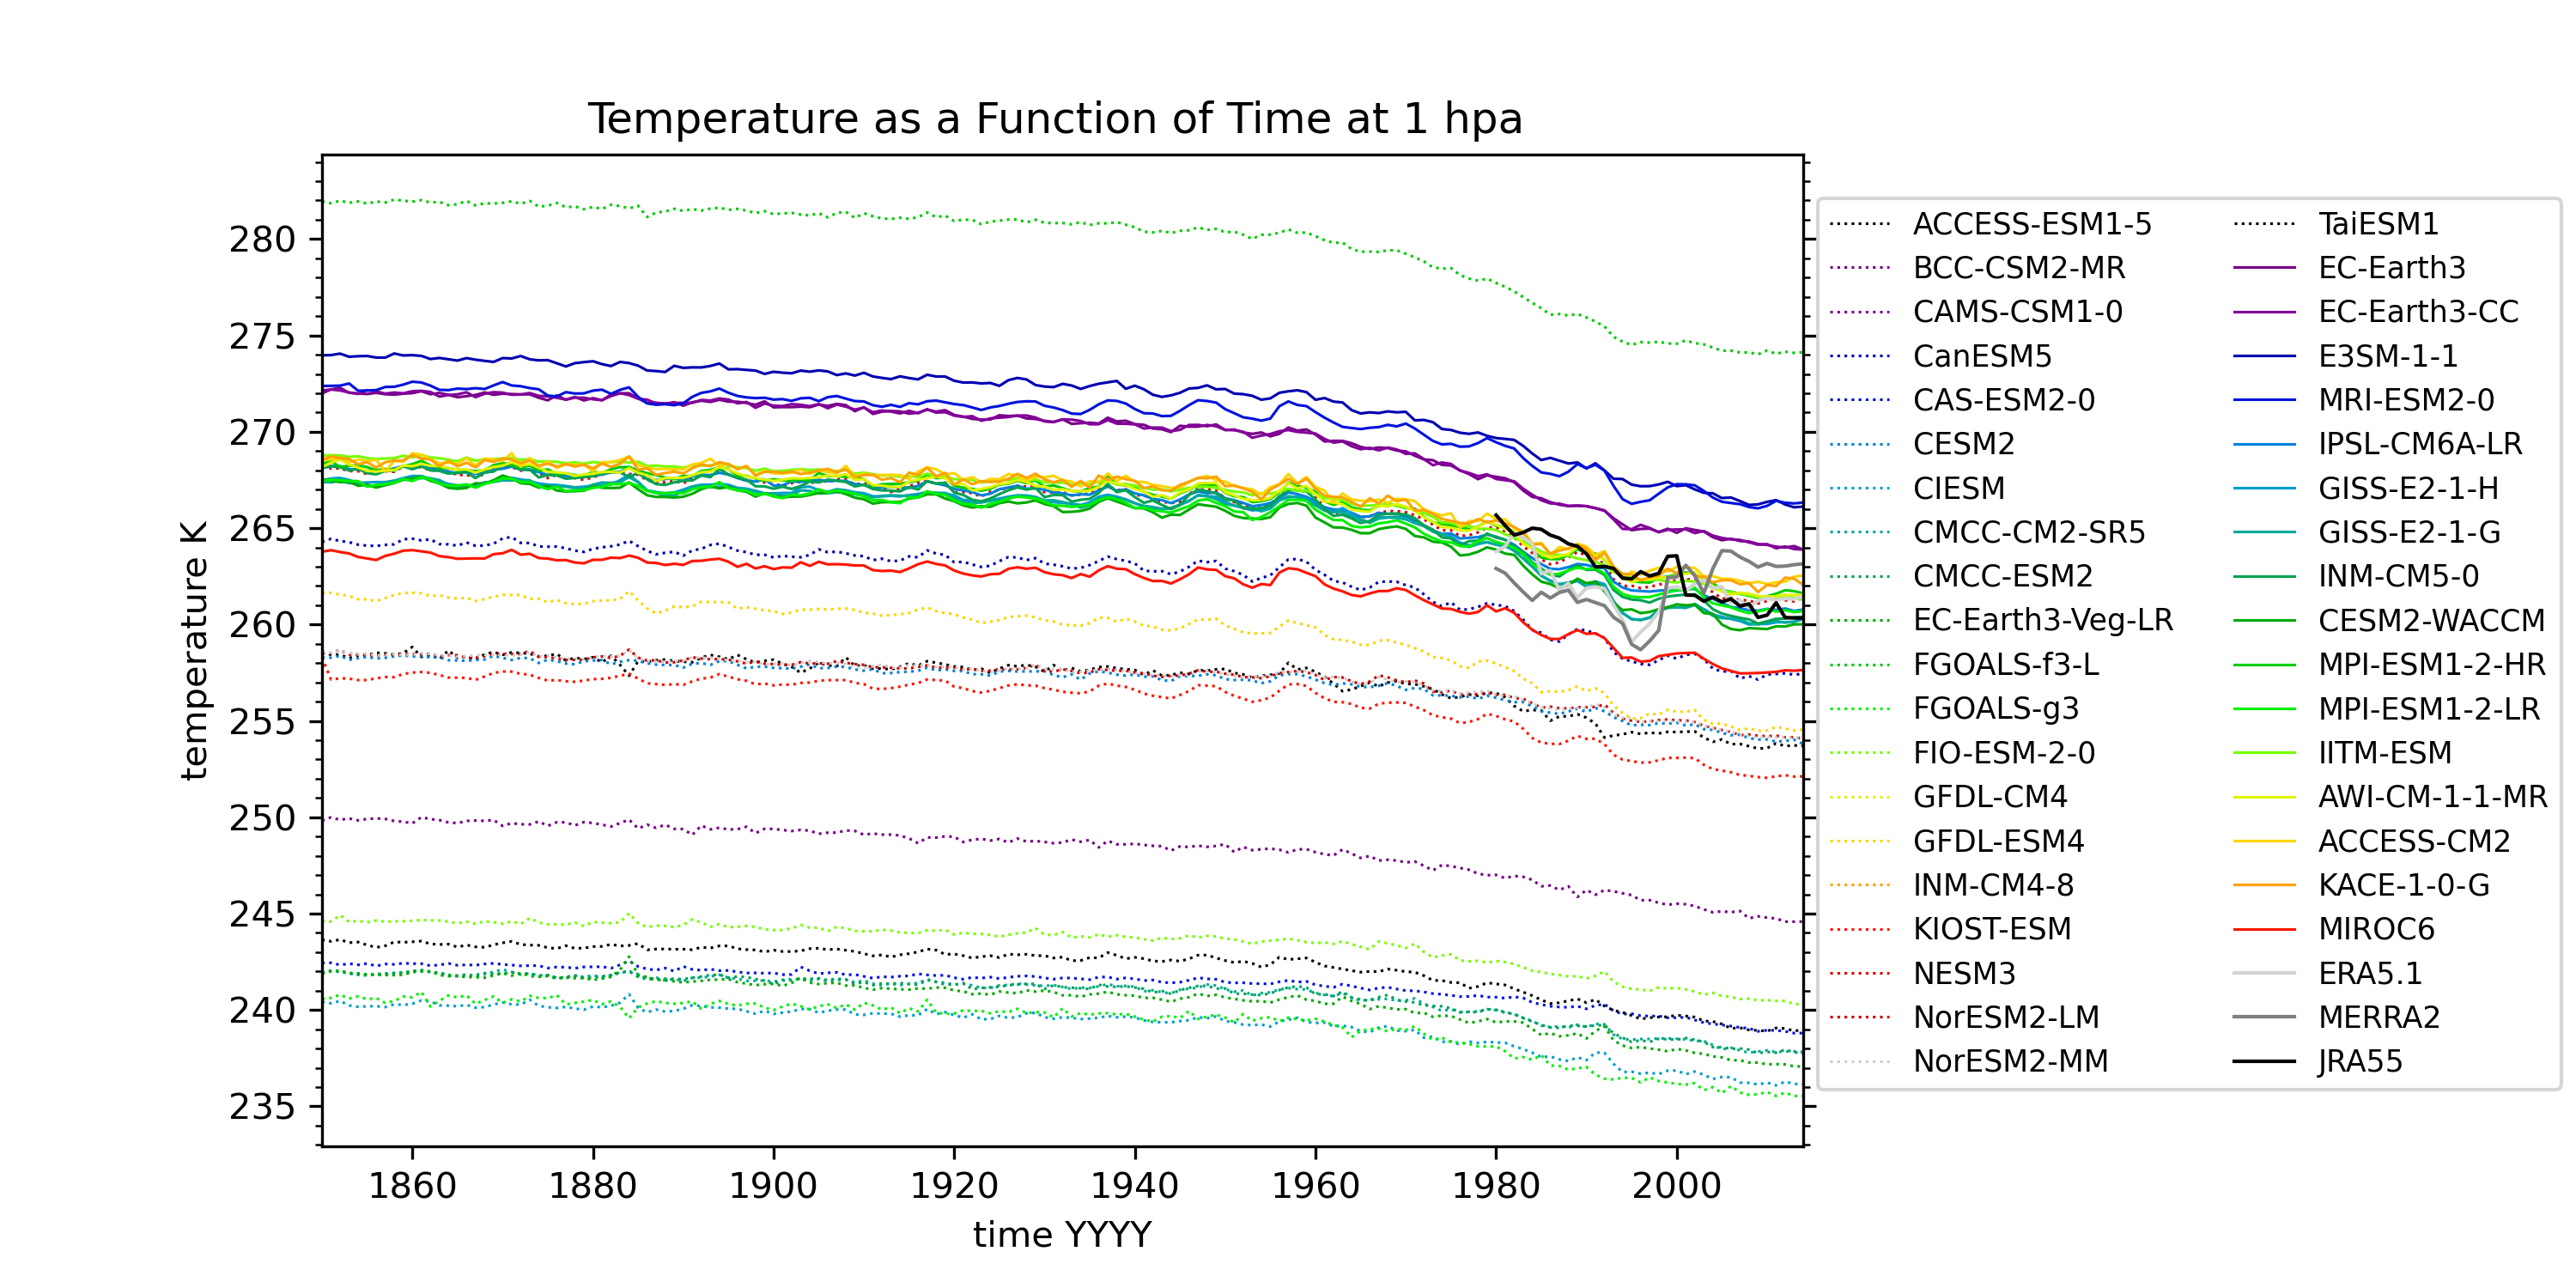 Temperature as a Function of Time at 1 hpa
280
275
270
265
260
255
250
245
240
235
temperature K
1860 1880 1900 1920 1940 1960 1980 2000
time YYYY
ACCESS-ESM1-5
BCC-CSM2-MR
CAMS-CSM1-0
CanESM5
CAS-ESM2-0
CESM2
CIESM
CMCC-CM2-SR5
CMCC-ESM2
EC-Earth3-Veg-LR
FGOALS-f3-L
FGOALS-g3
FIO-ESM-2-0
GFDL-CM4
GFDL-ESM4
INM-CM4-8
KIOST-ESM
NESM3
NorESM2-LM
NorESM2-MM
TaiESM1
EC-Earth3
EC-Earth3-CC
E3SM-1-1
MRI-ESM2-0
IPSL-CM6A-LR
GISS-E2-1-H
GISS-E2-1-G
INM-CM5-0
CESM2-WACCM
MPI-ESM1-2-HR
MPI-ESM1-2-LR
IITM-ESM
AWI-CM-1-1-MR
ACCESS-CM2
KACE-1-0-G
MIROC6
ERA5.1
MERRA2
JRA55